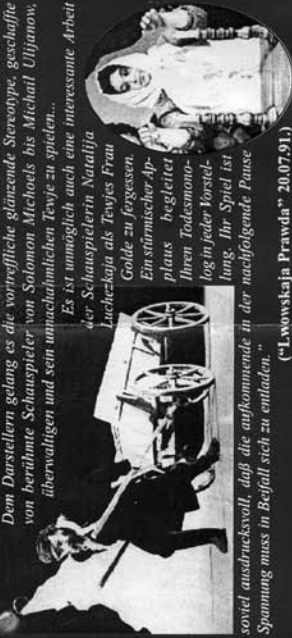 Dem Darstellern gelang es die vortreffliche glänzende Stereotype, geschaffte
von berühmte Schauspieler von Solomon Michoels bis Michail Ulijanow,
überwaltigen und sein unnachahmlichen Tewje zu spielen...
Es ist unmöglich auch eine interessante Arbeit
der Schauspielerin Natalija
Luchezkaja als Tevjes Frau
Golde zu fergessen.
Ein stürmischer Ap-
plaus begleitet
Ihren Todesmono-
log in jeder Vorstel-
lung. Ihr Spiel ist
soviel ausdrucksvoll, daß die aufkommende in der nachfolgende Pause
Spannung muss in Beifall sich zu entladen."
("Lwowskaja Prawda" 20.07.91.)